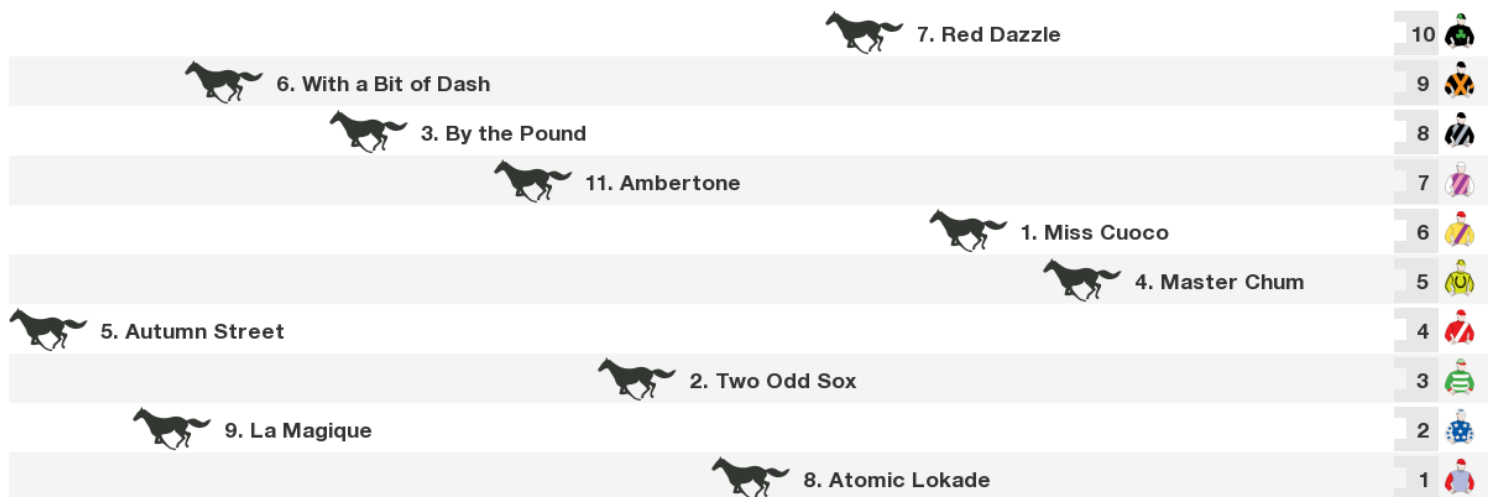 7. Red Dazzle 10
6. With a Bit of Dash 9
3. By the Pound 8
11. Ambertone 7
1. Miss Cuoco 6
4. Master Chum 5
5. Autumn Street 4
2. Two Odd Sox 3
9. La Magique 2
8. Atomic Lokade 1